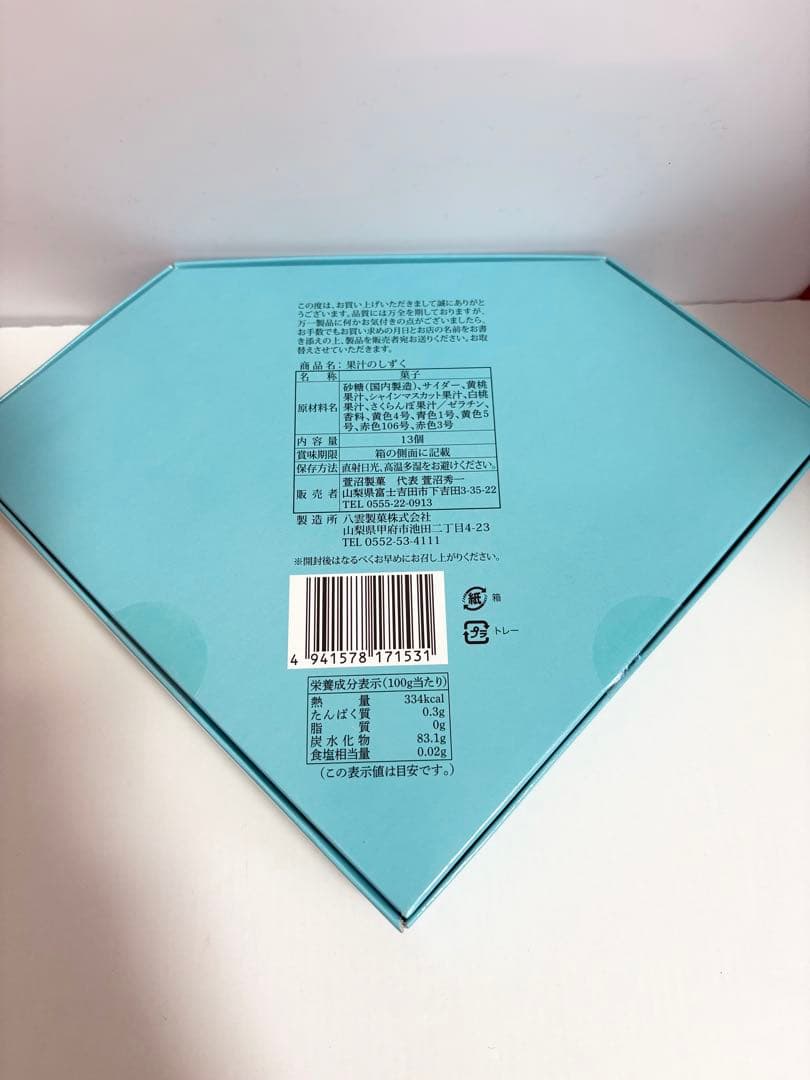 この度は、お買い上げいただきまして誠にありがと
うございます。品質には万全を期しておりますが、
万一製品に何かお気付きの点がございましたら、
お手数でもお買い求めの月日とお店の名前をお書
き添えの上、製品を販売者宛お送りください。お取
替えさせていただきます。
商品名:果汁のしずく
名称 菓子
原材料名 砂糖(国内製造)、サイダー、黄桃
果汁、シャインマスカット果汁、白桃
果汁、さくらんぼ果汁/ゼラチン、
香料、黄色4号、青色1号、黄色5
号、赤色106号、赤色3号
内容量 13個
賞味期限 箱の側面に記載
保存方法 直射日光、高温多湿をお避けください。
販売者 萱沼製菓 代表 萱沼秀一
山梨県富士吉田市下吉田3-35-22
TEL 0555-22-0913
製造所 八雲製菓株式会社
山梨県甲府市池田二丁目4-23
TEL 0552-53-4111
※開封後はなるべくお早めにお召し上がりください。
紙 箱
プラ トレー
4 941578 171531
栄養成分表示(100g当たり)
熱量 334kcal
たんぱく質 0.3g
脂質 0g
炭水化物 83.1g
食塩相当量 0.02g
(この表示値は目安です。)